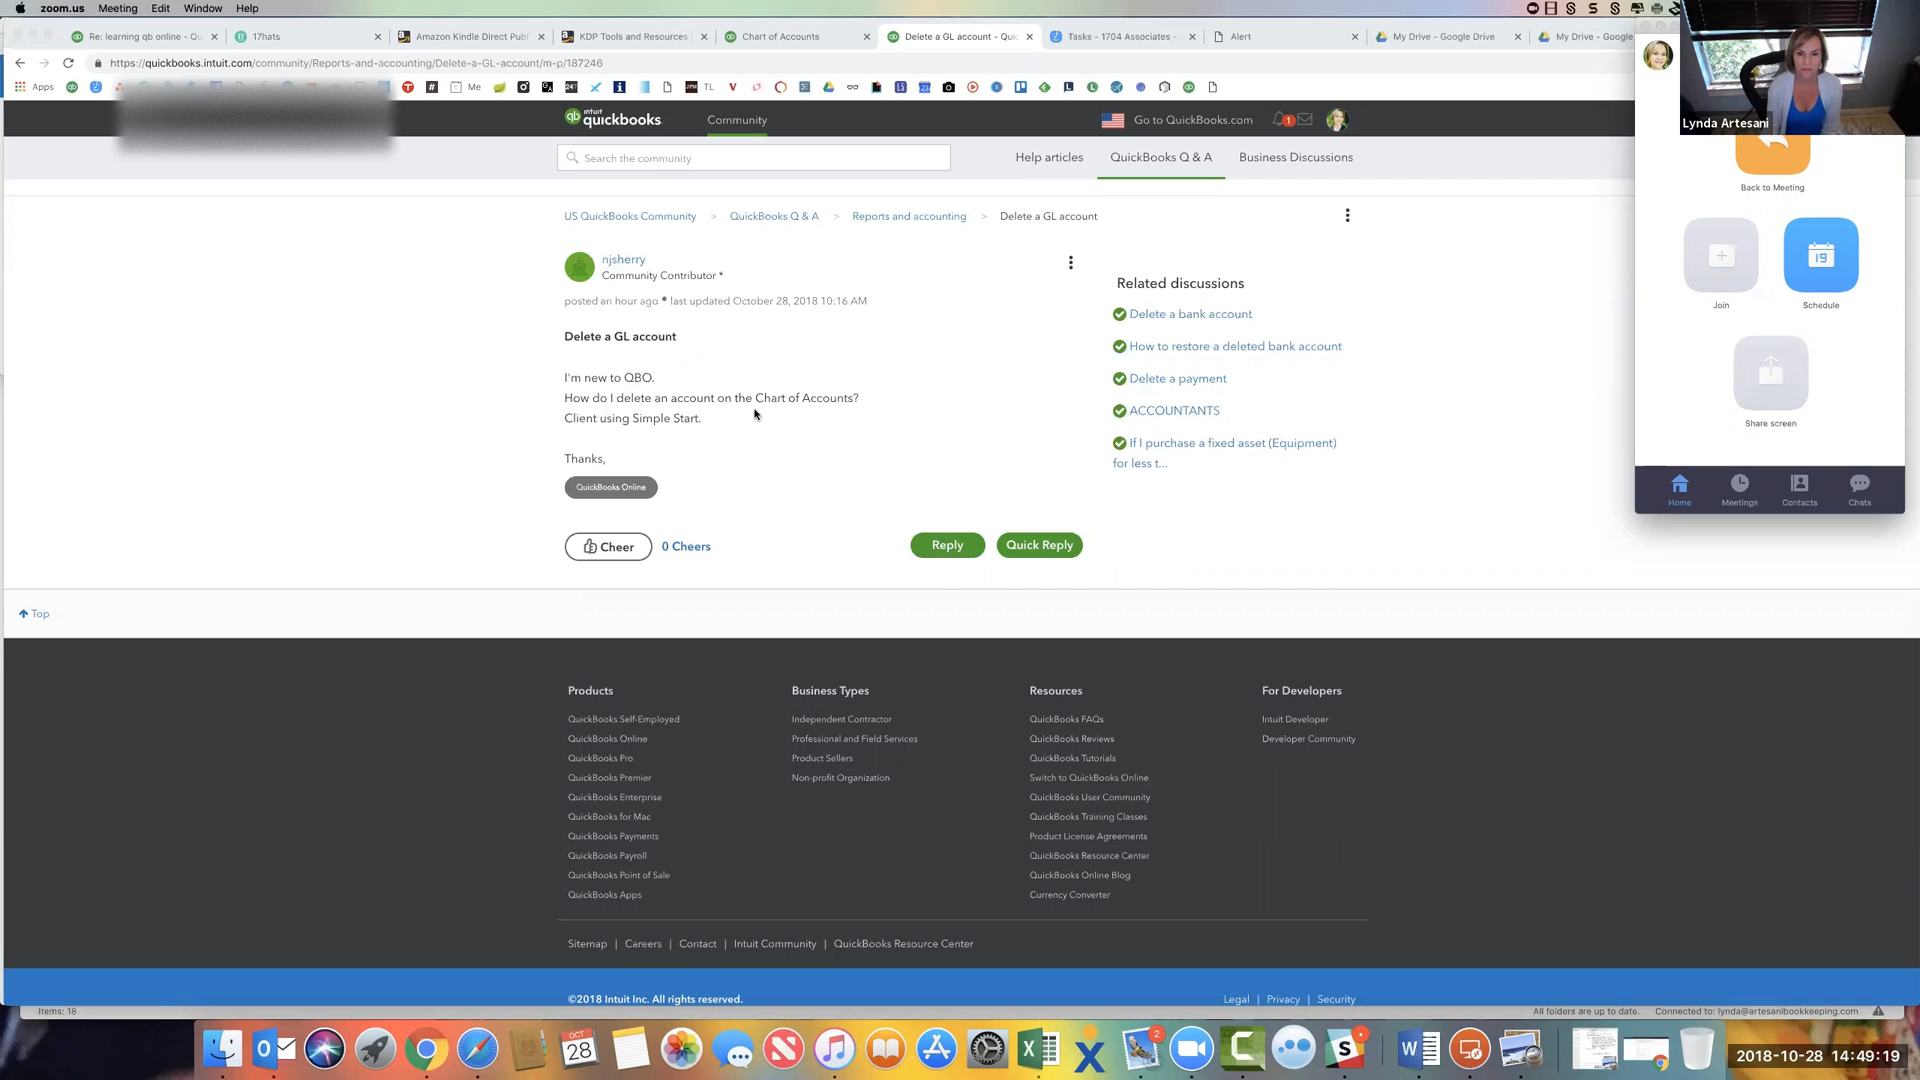 zoom.us Meeting Edit Window Help
Re: learning qb online - Qu
17hats
Amazon Kindle Direct Publ
KDP Tools and Resources
Chart of Accounts
Delete a GL account - Quic
Tasks - 1704 Associates -
Alert
My Drive - Google Drive
My Drive - Google
https://quickbooks.intuit.com/community/Reports-and-accounting/Delete-a-GL-account/m-p/187246
Apps
Me
TL
intuit quickbooks.
Community
Go to QuickBooks.com
1
Lynda Artesani
Search the community
Help articles
QuickBooks Q & A
Business Discussions
US QuickBooks Community > QuickBooks Q & A > Reports and accounting > Delete a GL account
njsherry
Community Contributor *
posted an hour ago • last updated October 28, 2018 10:16 AM
Delete a GL account
I'm new to QBO.
How do I delete an account on the Chart of Accounts?
Client using Simple Start.
Thanks,
QuickBooks Online
Cheer
0 Cheers
Reply
Quick Reply
Related discussions
Delete a bank account
How to restore a deleted bank account
Delete a payment
ACCOUNTANTS
If I purchase a fixed asset (Equipment)
for less t...
Back to Meeting
Join
19
Schedule
Share screen
Home
Meetings
Contacts
Chats
Top
Products
QuickBooks Self-Employed
QuickBooks Online
QuickBooks Pro
QuickBooks Premier
QuickBooks Enterprise
QuickBooks for Mac
QuickBooks Payments
QuickBooks Payroll
QuickBooks Point of Sale
QuickBooks Apps
Business Types
Independent Contractor
Professional and Field Services
Product Sellers
Non-profit Organization
Resources
QuickBooks FAQs
QuickBooks Reviews
QuickBooks Tutorials
Switch to QuickBooks Online
QuickBooks User Community
QuickBooks Training Classes
Product License Agreements
QuickBooks Resource Center
QuickBooks Online Blog
Currency Converter
For Developers
Intuit Developer
Developer Community
Sitemap | Careers | Contact | Intuit Community | QuickBooks Resource Center
©2018 Intuit Inc. All rights reserved.
Legal | Privacy | Security
Items: 18
All folders are up to date. Connected to: lynda@artesanibookkeeping.com
OCT
28
2
2018-10-28 14:49:19